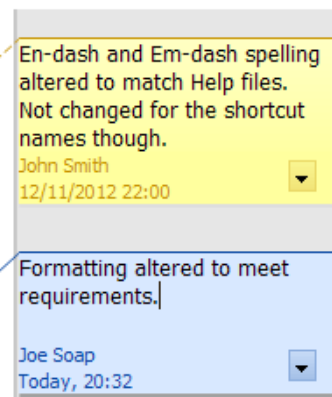 En-dash and Em-dash spelling
altered to match Help files.
Not changed for the shortcut
names though.
John Smith
12/11/2012 22:00
Formatting altered to meet
requirements.
Joe Soap
Today, 20:32